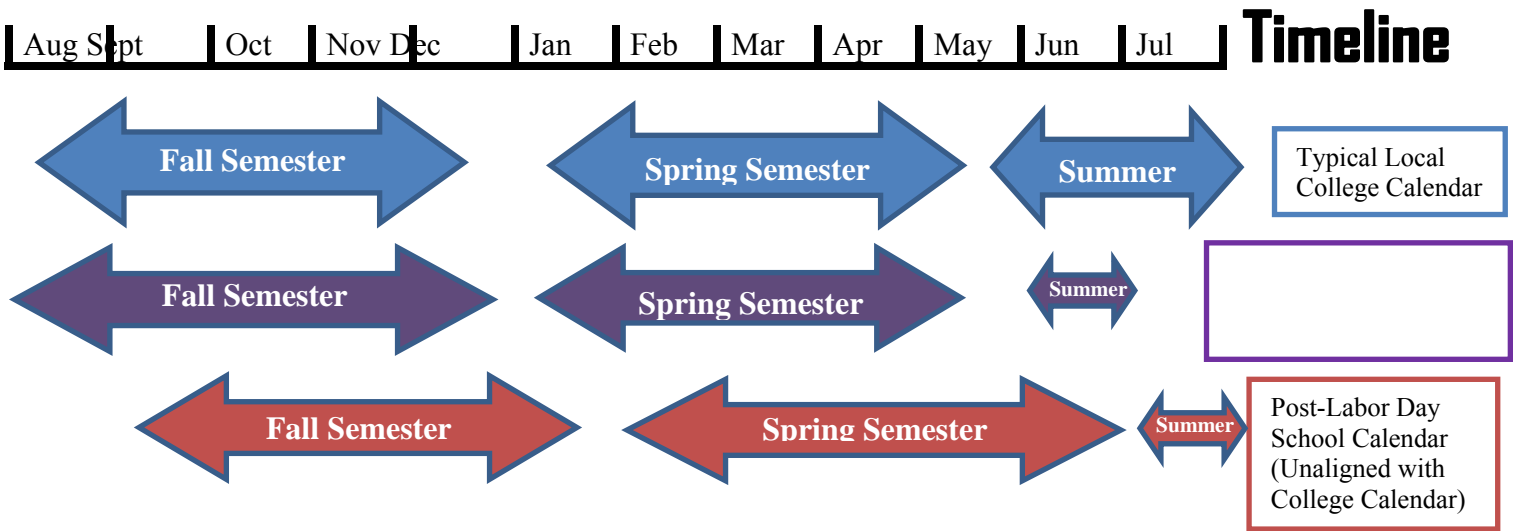 Aug Sept Oct Nov Dec Jan Feb Mar Apr May Jun Jul Timeline
Fall Semester Spring Semester Summer
Typical Local
College Calendar
Fall Semester Spring Semester Summer
Fall Semester Spring Semester Summer
Post-Labor Day
School Calendar
(Unaligned with
College Calendar)